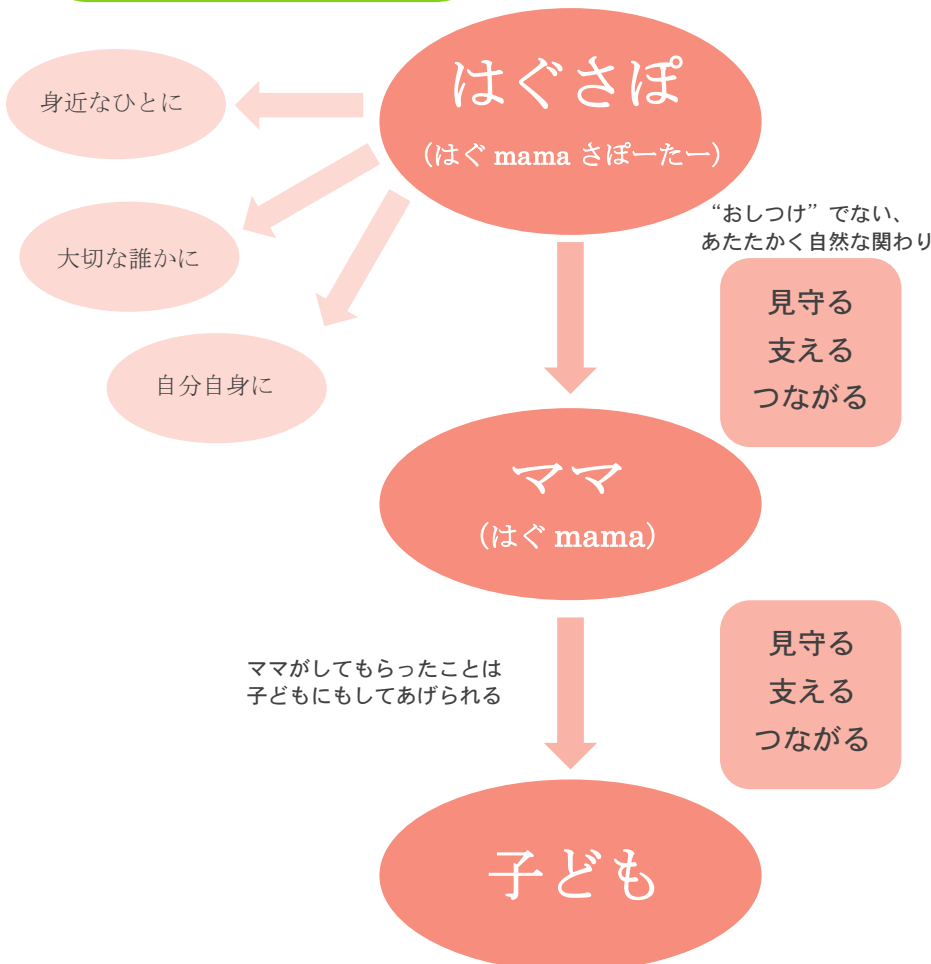 はぐさぽ
（はぐ mama さぽーたー）
身近なひとに
大切な誰かに
自分自身に
“おしつけ”でない、
あたたかく自然な関わり
見守る
支える
つながる
ママ
（はぐ mama）
ママがしてもらったことは
子どもにもしてあげられる
見守る
支える
つながる
子ども